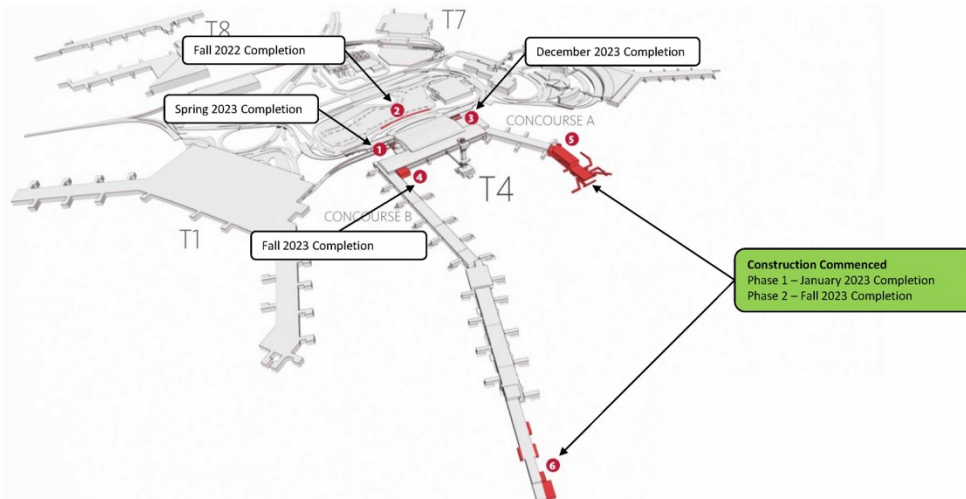 T7
T8
Fall 2022 Completion
December 2023 Completion
Spring 2023 Completion
2
3
CONCOURSE A
1
5
4
T4
CONCOURSE B
T1
Fall 2023 Completion
Construction Commenced
Phase 1 – January 2023 Completion
Phase 2 – Fall 2023 Completion
6